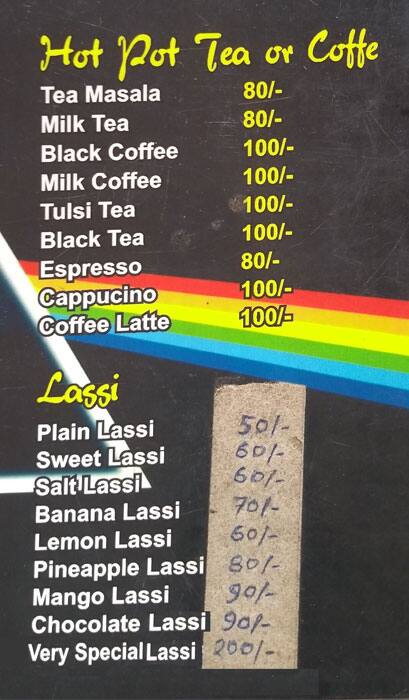 Hot Pot Tea or Coffe
Tea Masala 80/-
Milk Tea 80/-
Black Coffee 100/-
Milk Coffee 100/-
Tulsi Tea 100/-
Black Tea 100/-
Espresso 80/-
Cappucino 100/-
Coffee Latte 100/-
Lassi
Plain Lassi 50/-
Sweet Lassi 60/-
Salt Lassi 60/-
Banana Lassi 70/-
Lemon Lassi 60/-
Pineapple Lassi 80/-
Mango Lassi 90/-
Chocolate Lassi 90/-
Very Special Lassi 200/-